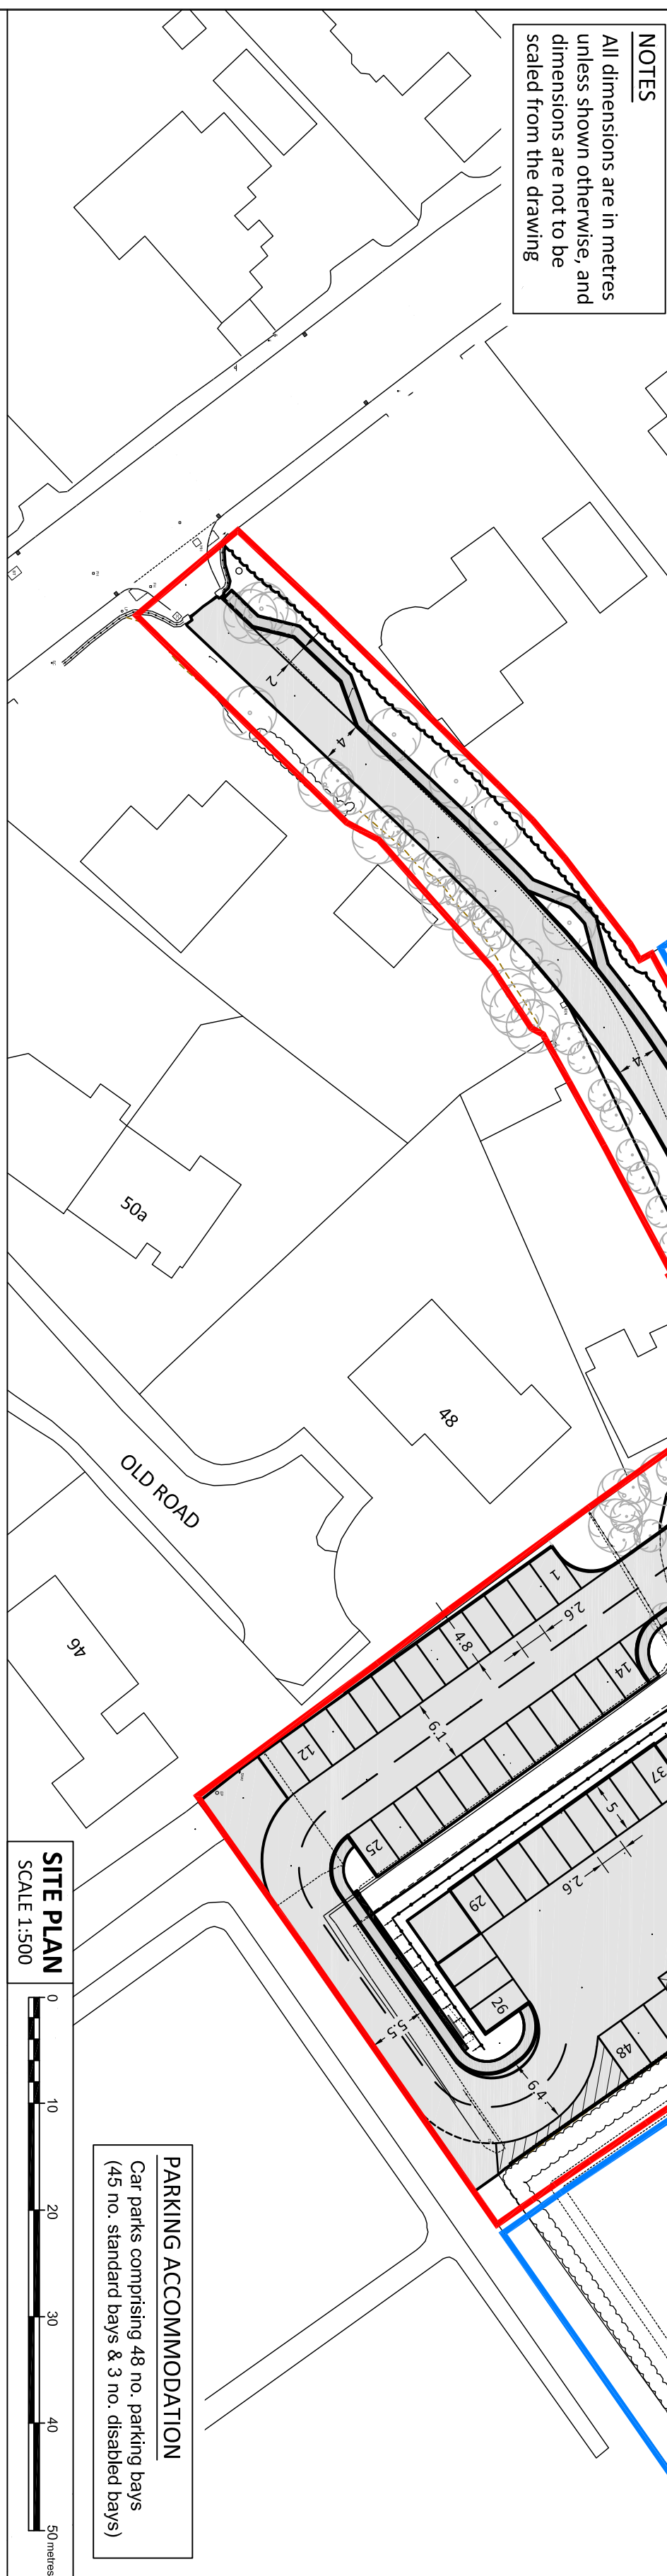 NOTES
All dimensions are in metres
unless shown otherwise, and
dimensions are not to be
scaled from the drawing
2
4
4
50a
48
OLD ROAD
46
1
2.6
4.8
14
6.1
12
37
5
25
2.6
29
26
5.5
6.4
48
SITE PLAN
SCALE 1:500
0 10 20 30 40 50 metres
PARKING ACCOMMODATION
Car parks comprising 48 no. parking bays
(45 no. standard bays & 3 no. disabled bays)